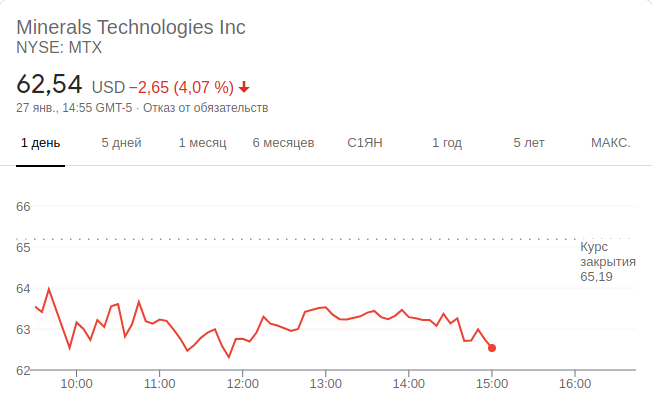 Minerals Technologies Inc
NYSE: MTX
62,54 USD −2,65 (4,07 %)
27 янв., 14:55 GMT-5 · Отказ от обязательств
1 день 5 дней 1 месяц 6 месяцев С1ЯН 1 год 5 лет МАКС.
66
65
64
63
62
Курс
закрытия
65,19
10:00 11:00 12:00 13:00 14:00 15:00 16:00